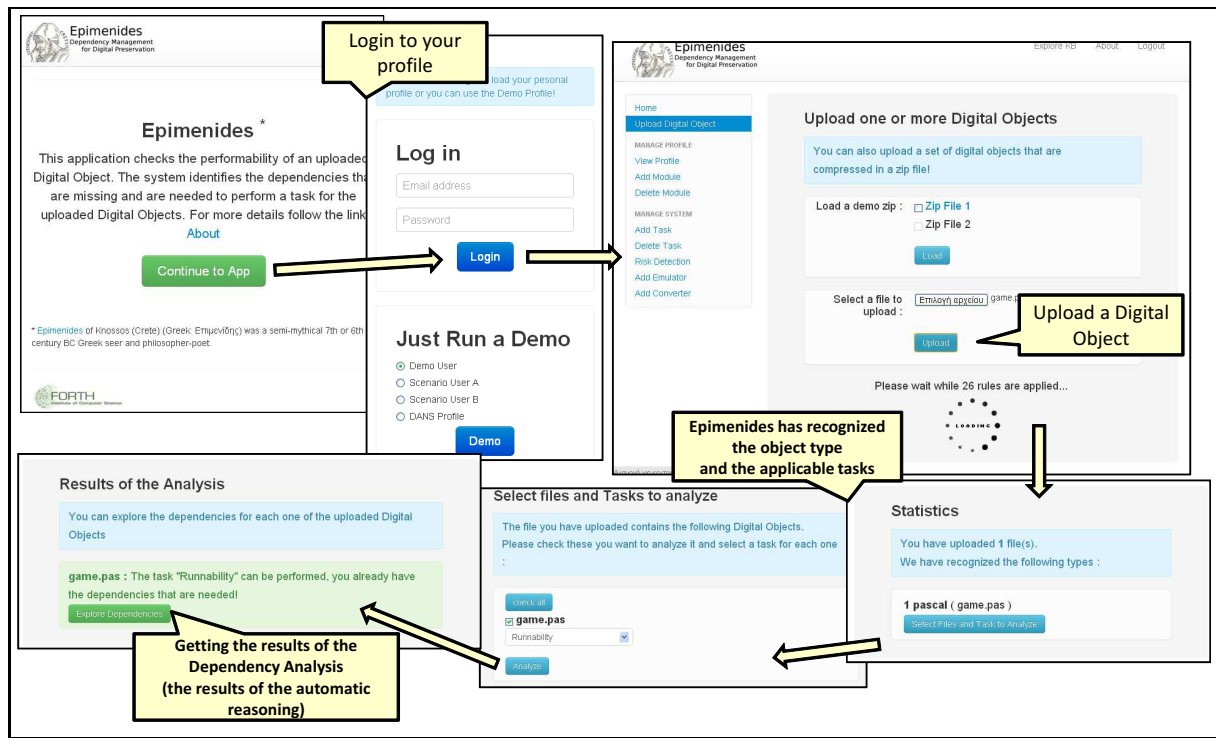 Epimenides
Dependency Management
for Digital Preservation
Epimenides *
This application checks the performability of an uploaded
Digital Object. The system identifies the dependencies
are missing and are needed to perform a task for the
uploaded Digital Objects. For more details follow the link
About
Continue to App
* Epimenides of Knossos (Crete) (Greek: Επιμενίδης) was a semi-mythical 7th or 6th
century BC Greek seer and philosopher-poet.
FORTH
Institute of Computer Science
Login to your
profile
load your pesonal
profile or you can use the Demo Profile!
Log in
Email address
Password
Login
Just Run a Demo
Demo User
Scenario User A
Scenario User B
DANS Profile
Demo
Epimenides
Dependency Management
for Digital Preservation
Explore KB About Logout
Home
Upload Digital Object
MANAGE PROFILE
View Profile
Add Module
Delete Module
MANAGE SYSTEM
Add Task
Delete Task
Risk Detection
Add Emulator
Add Converter
Upload one or more Digital Objects
You can also upload a set of digital objects that are
compressed in a zip file!
Load a demo zip : Zip File 1
Zip File 2
Load
Select a file to
upload :
Επιλογή αρχείου game.p
Upload
Upload a Digital
Object
Please wait while 26 rules are applied...
LOADING
Epimenides has recognized
the object type
and the applicable tasks
Statistics
You have uploaded 1 file(s).
We have recognized the following types :
1 pascal ( game.pas )
Select Files and Task to Analyze
Select files and Tasks to analyze
The file you have uploaded contains the following Digital Objects.
Please check these you want to analyze it and select a task for each one
:
check all
game.pas
Runnability
Analyze
Results of the Analysis
You can explore the dependencies for each one of the uploaded Digital
Objects
game.pas : The task "Runnability" can be performed, you already have
the dependencies that are needed!
Explore Dependencies
Getting the results of the
Dependency Analysis
(the results of the automatic
reasoning)